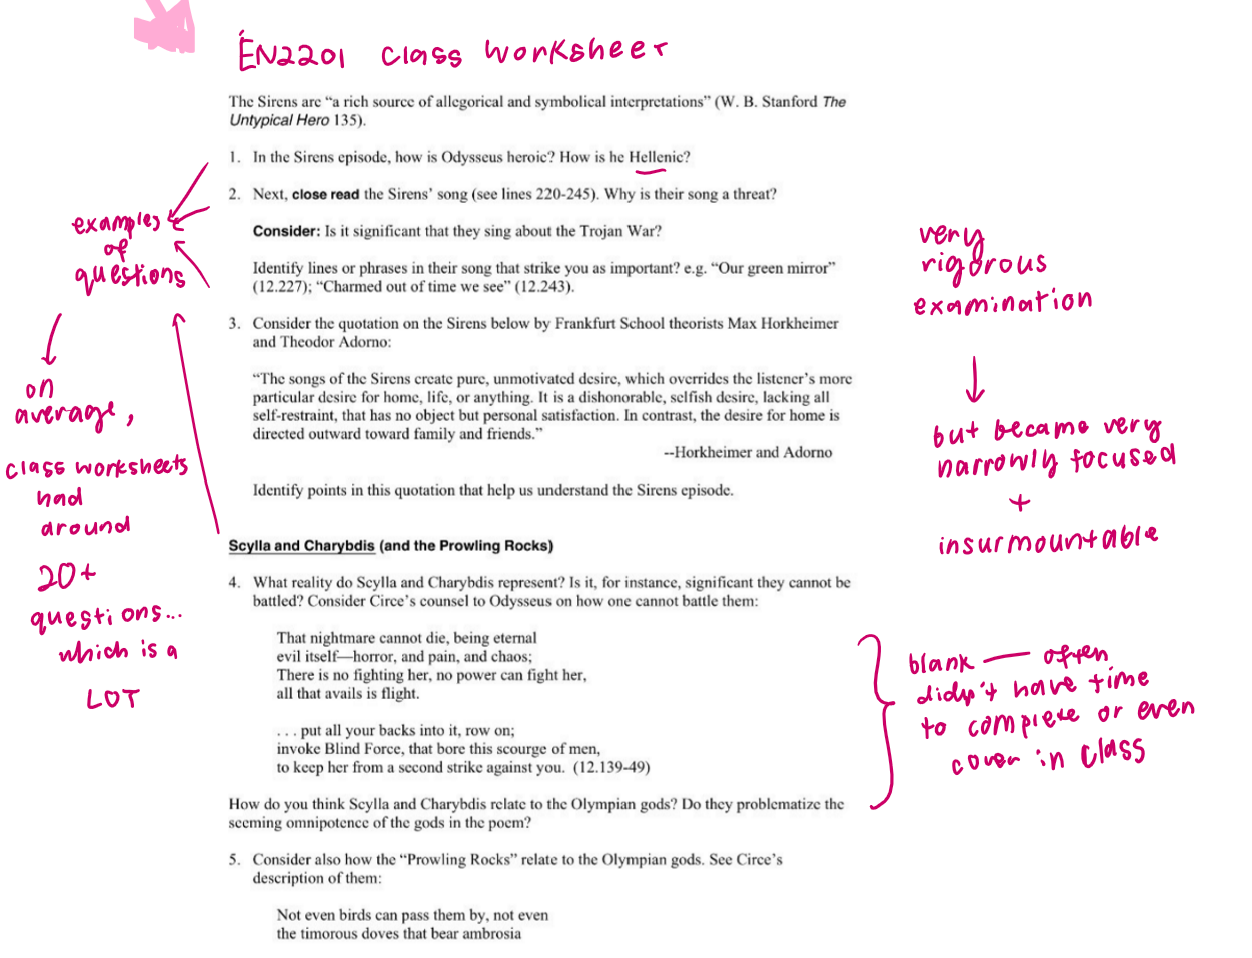 EN2201 Class Worksheer
The Sirens are “a rich source of allegorical and symbolical interpretations” (W. B. Stanford The
Untypical Hero 135).
1. In the Sirens episode, how is Odysseus heroic? How is he Hellenic?
2. Next, close read the Sirens’ song (see lines 220-245). Why is their song a threat?
Consider: Is it significant that they sing about the Trojan War?
Identify lines or phrases in their song that strike you as important? e.g. “Our green mirror”
(12.227); “Charmed out of time we see” (12.243).
3. Consider the quotation on the Sirens below by Frankfurt School theorists Max Horkheimer
and Theodor Adorno:
“The songs of the Sirens create pure, unmotivated desire, which overrides the listener’s more
particular desire for home, life, or anything. It is a dishonorable, selfish desire, lacking all
self-restraint, that has no object but personal satisfaction. In contrast, the desire for home is
directed outward toward family and friends.”
--Horkheimer and Adorno
Identify points in this quotation that help us understand the Sirens episode.
Scylla and Charybdis (and the Prowling Rocks)
4. What reality do Scylla and Charybdis represent? Is it, for instance, significant they cannot be
battled? Consider Circe’s counsel to Odysseus on how one cannot battle them:
That nightmare cannot die, being eternal
evil itself—horror, and pain, and chaos;
There is no fighting her, no power can fight her,
all that avails is flight.
. . . put all your backs into it, row on;
invoke Blind Force, that bore this scourge of men,
to keep her from a second strike against you. (12.139-49)
How do you think Scylla and Charybdis relate to the Olympian gods? Do they problematize the
seeming omnipotence of the gods in the poem?
5. Consider also how the “Prowling Rocks” relate to the Olympian gods. See Circe’s
description of them:
Not even birds can pass them by, not even
the timorous doves that bear ambrosia
examples
of
questions
on
average,
class worksheets
had
around
20+
questions...
which is a
LOT
very
rigorous
examination
but became very
narrowly focused
+
insurmountable
blank — often
didn't have time
to complete or even
cover in class